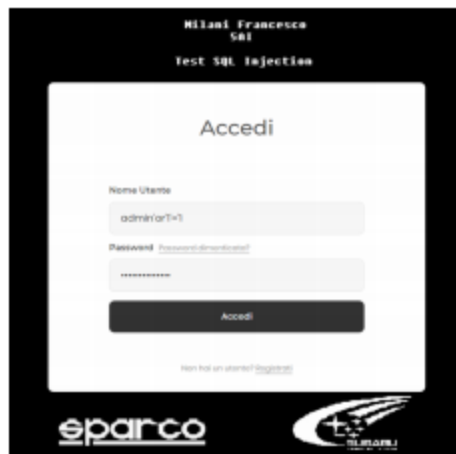 Milani Francesco
5AI
Test SQL Injection
Accedi
Nome Utente
admin'or1=1
Password Password dimenticata?
Accedi
Non hai un utente? Registrati
sparco
SUBARU